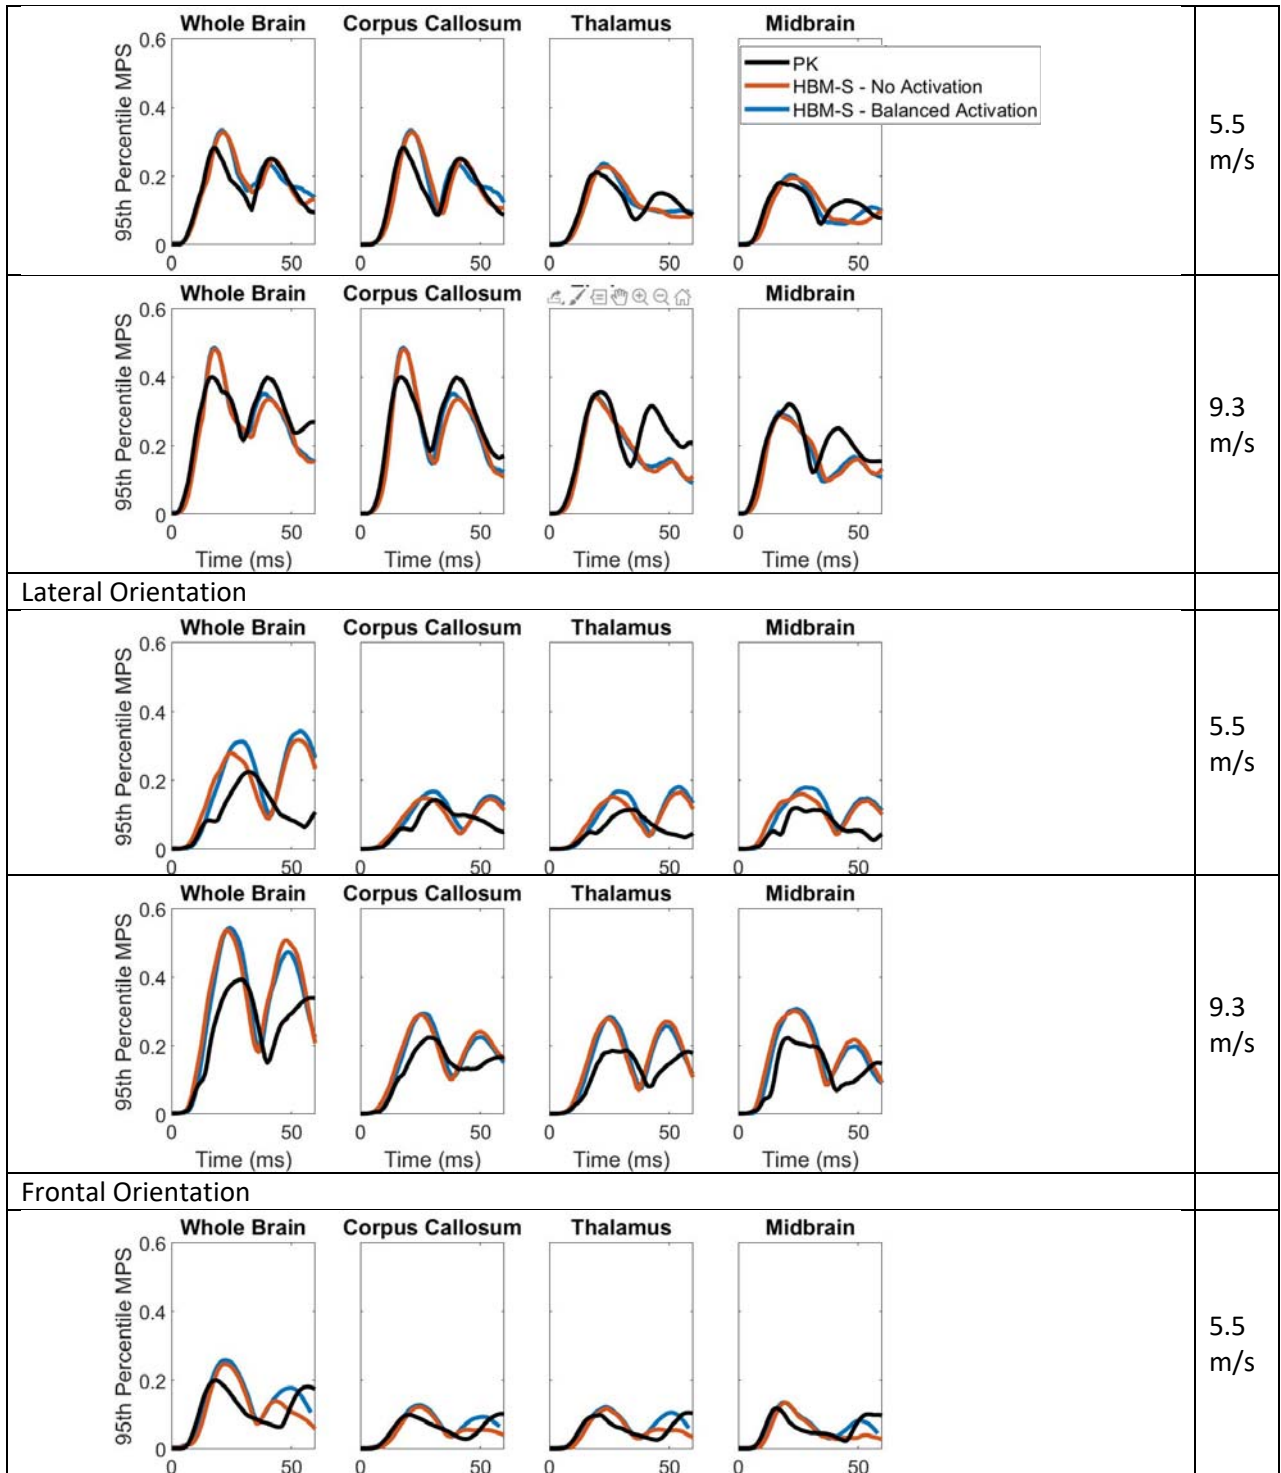 Whole Brain Corpus Callosum Thalamus Midbrain
95th Percentile MPS
0.6
0.4
0.2
0
0 50 0 50 0 50 0 50
PK
HBM-S - No Activation
HBM-S - Balanced Activation
5.5
m/s
Whole Brain Corpus Callosum Midbrain
95th Percentile MPS
0.6
0.4
0.2
0
0 50 0 50 0 50 0 50
Time (ms) Time (ms) Time (ms) Time (ms)
9.3
m/s
Lateral Orientation
Whole Brain Corpus Callosum Thalamus Midbrain
95th Percentile MPS
0.6
0.4
0.2
0
0 50 0 50 0 50 0 50
5.5
m/s
Whole Brain Corpus Callosum Thalamus Midbrain
95th Percentile MPS
0.6
0.4
0.2
0
0 50 0 50 0 50 0 50
Time (ms) Time (ms) Time (ms) Time (ms)
9.3
m/s
Frontal Orientation
Whole Brain Corpus Callosum Thalamus Midbrain
95th Percentile MPS
0.6
0.4
0.2
0
0 50 0 50 0 50 0 50
5.5
m/s